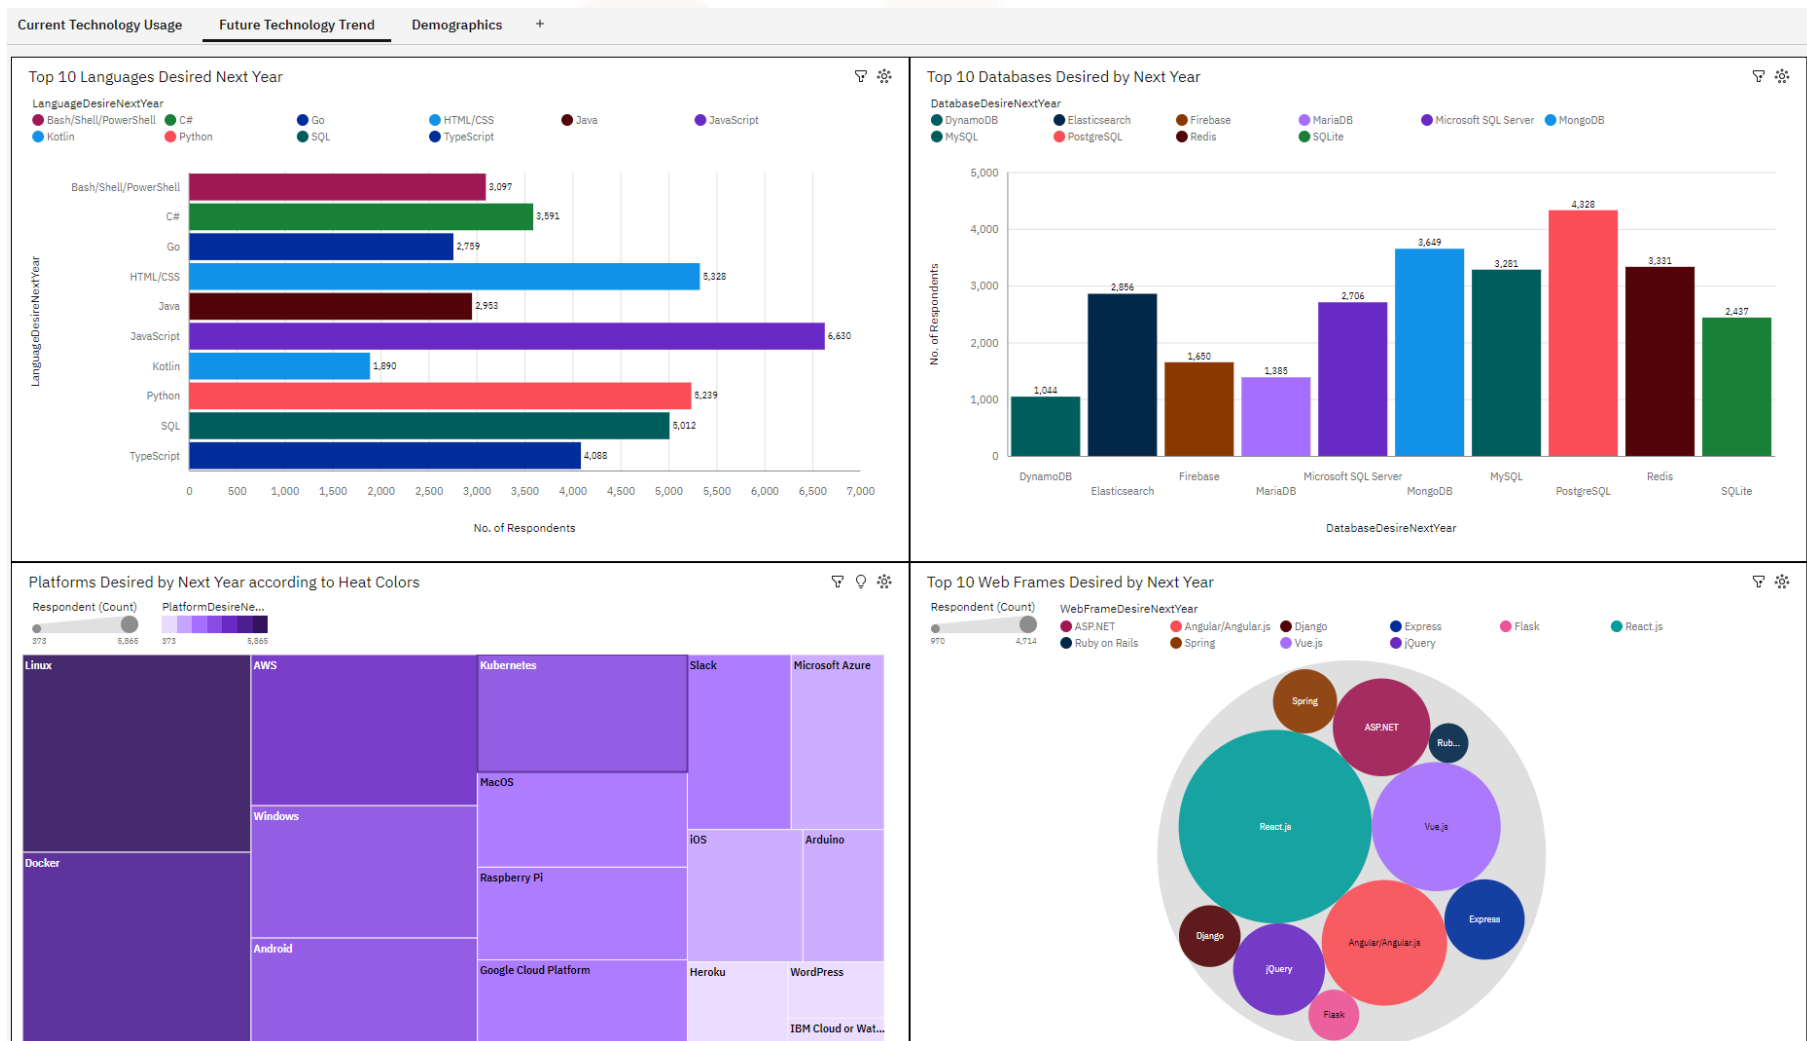 Current Technology Usage Future Technology Trend Demographics +
Top 10 Languages Desired Next Year
LanguageDesireNextYear
Bash/Shell/PowerShell C# Go HTML/CSS Java JavaScript
Kotlin Python SQL TypeScript
LanguageDesireNextYear
Bash/Shell/PowerShell 3,097
C# 3,591
Go 2,759
HTML/CSS 5,328
Java 2,953
JavaScript 6,630
Kotlin 1,890
Python 5,239
SQL 5,012
TypeScript 4,088
0 500 1,000 1,500 2,000 2,500 3,000 3,500 4,000 4,500 5,000 5,500 6,000 6,500 7,000
No. of Respondents
Top 10 Databases Desired by Next Year
DatabaseDesireNextYear
DynamoDB Elasticsearch Firebase MariaDB Microsoft SQL Server MongoDB
MySQL PostgreSQL Redis SQLite
No. of Respondents
5,000
4,000
3,000
2,000
1,000
0
1,044 2,856 1,650 1,385 2,706 3,649 3,281 4,328 3,331 2,437
DynamoDB Elasticsearch Firebase MariaDB Microsoft SQL Server MongoDB MySQL PostgreSQL Redis SQLite
DatabaseDesireNextYear
Platforms Desired by Next Year according to Heat Colors
Respondent (Count) PlatformDesireNe...
373 5,865 373 5,865
Linux
Docker
AWS
Windows
Android
Kubernetes
MacOS
Raspberry Pi
Google Cloud Platform
Slack
Microsoft Azure
iOS
Arduino
Heroku
WordPress
IBM Cloud or Wat...
Top 10 Web Frames Desired by Next Year
Respondent (Count) WebFrameDesireNextYear
970 4,714
ASP.NET Angular/Angular.js Django Express Flask React.js
Ruby on Rails Spring Vue.js jQuery
Spring
ASP.NET
Rub...
React.js
Vue.js
Express
Django
Angular/Angular.js
jQuery
Flask